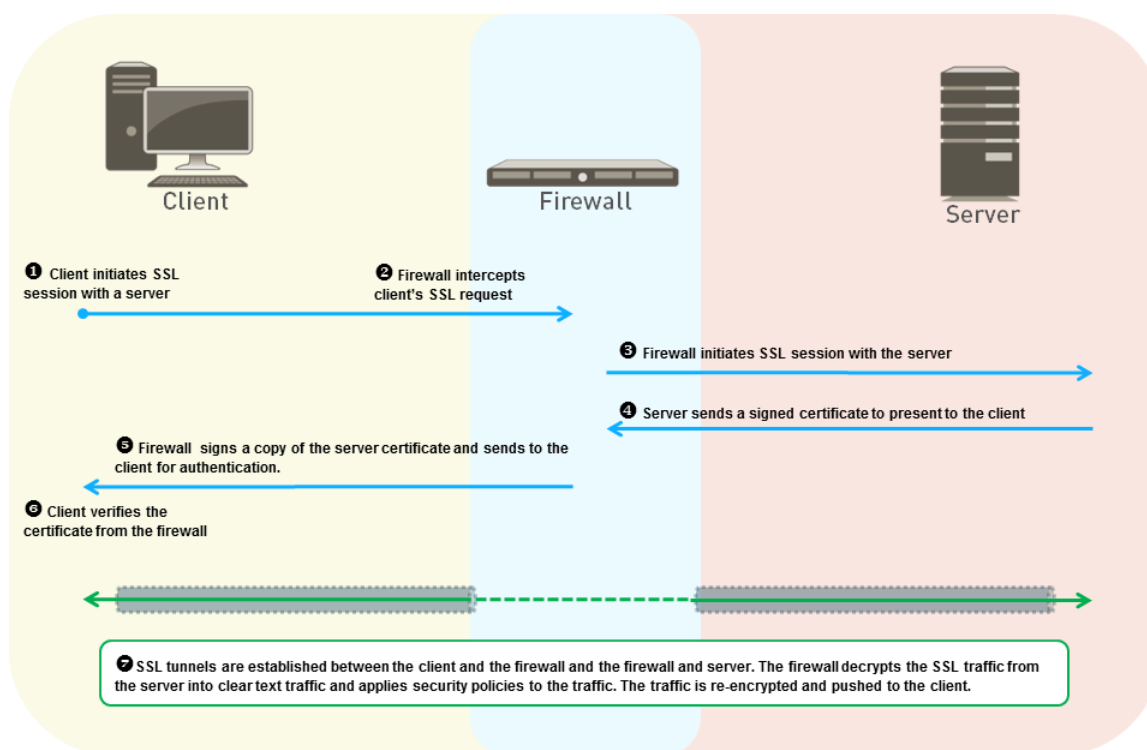 Client
Firewall
Server
❶ Client initiates SSL
session with a server
❷ Firewall intercepts
client's SSL request
❸ Firewall initiates SSL session with the server
❹ Server sends a signed certificate to present to the client
❺ Firewall signs a copy of the server certificate and sends to the
client for authentication.
❻ Client verifies the
certificate from the firewall
❼ SSL tunnels are established between the client and the firewall and the firewall and server. The firewall decrypts the SSL traffic from
the server into clear text traffic and applies security policies to the traffic. The traffic is re-encrypted and pushed to the client.